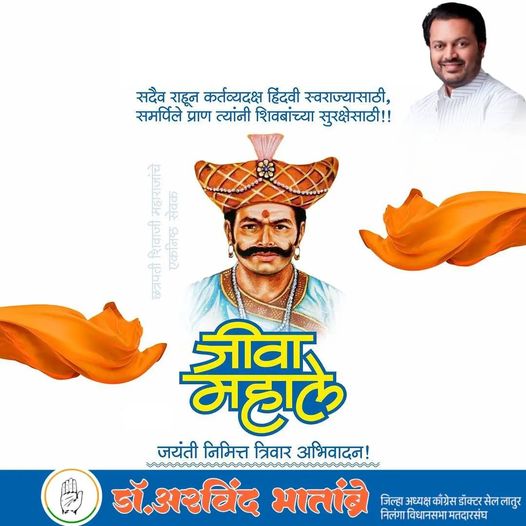 सदैव राहून कर्तव्यदक्ष हिंदवी स्वराज्यासाठी,
समर्पिले प्राण त्यांनी शिवबांच्या सुरक्षेसाठी!!
छत्रपती शिवाजी महाराजांचे
एकनिष्ठ सेवक
जीवा
महाले
जयंती निमित्त त्रिवार अभिवादन!
डॉ.अरविंद भातांब्रे
जिल्हा अध्यक्ष काँग्रेस डॉक्टर सेल लातुर
निलंगा विधानसभा मतदारसंघ